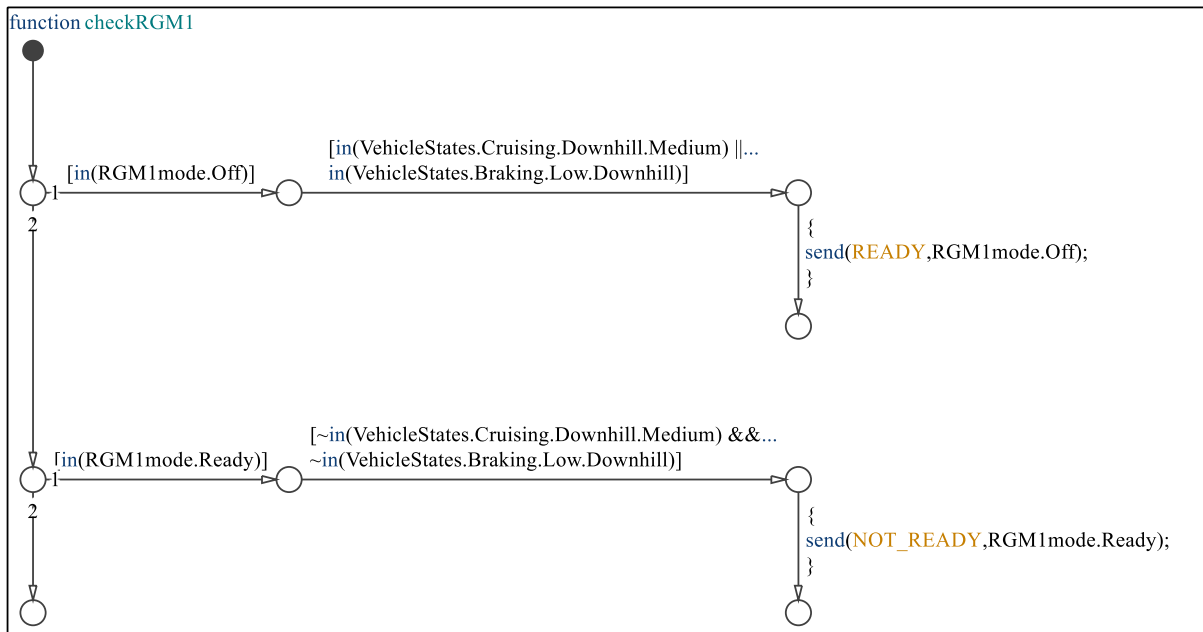 function checkRGM1
[in(VehicleStates.Cruising.Downhill.Medium) ||...
[in(RGM1mode.Off)]
in(VehicleStates.Braking.Low.Downhill)]
1
2
{
send(READY,RGM1mode.Off);
}
[~in(VehicleStates.Cruising.Downhill.Medium) &&...
[in(RGM1mode.Ready)]
~in(VehicleStates.Braking.Low.Downhill)]
1
2
{
send(NOT_READY,RGM1mode.Ready);
}